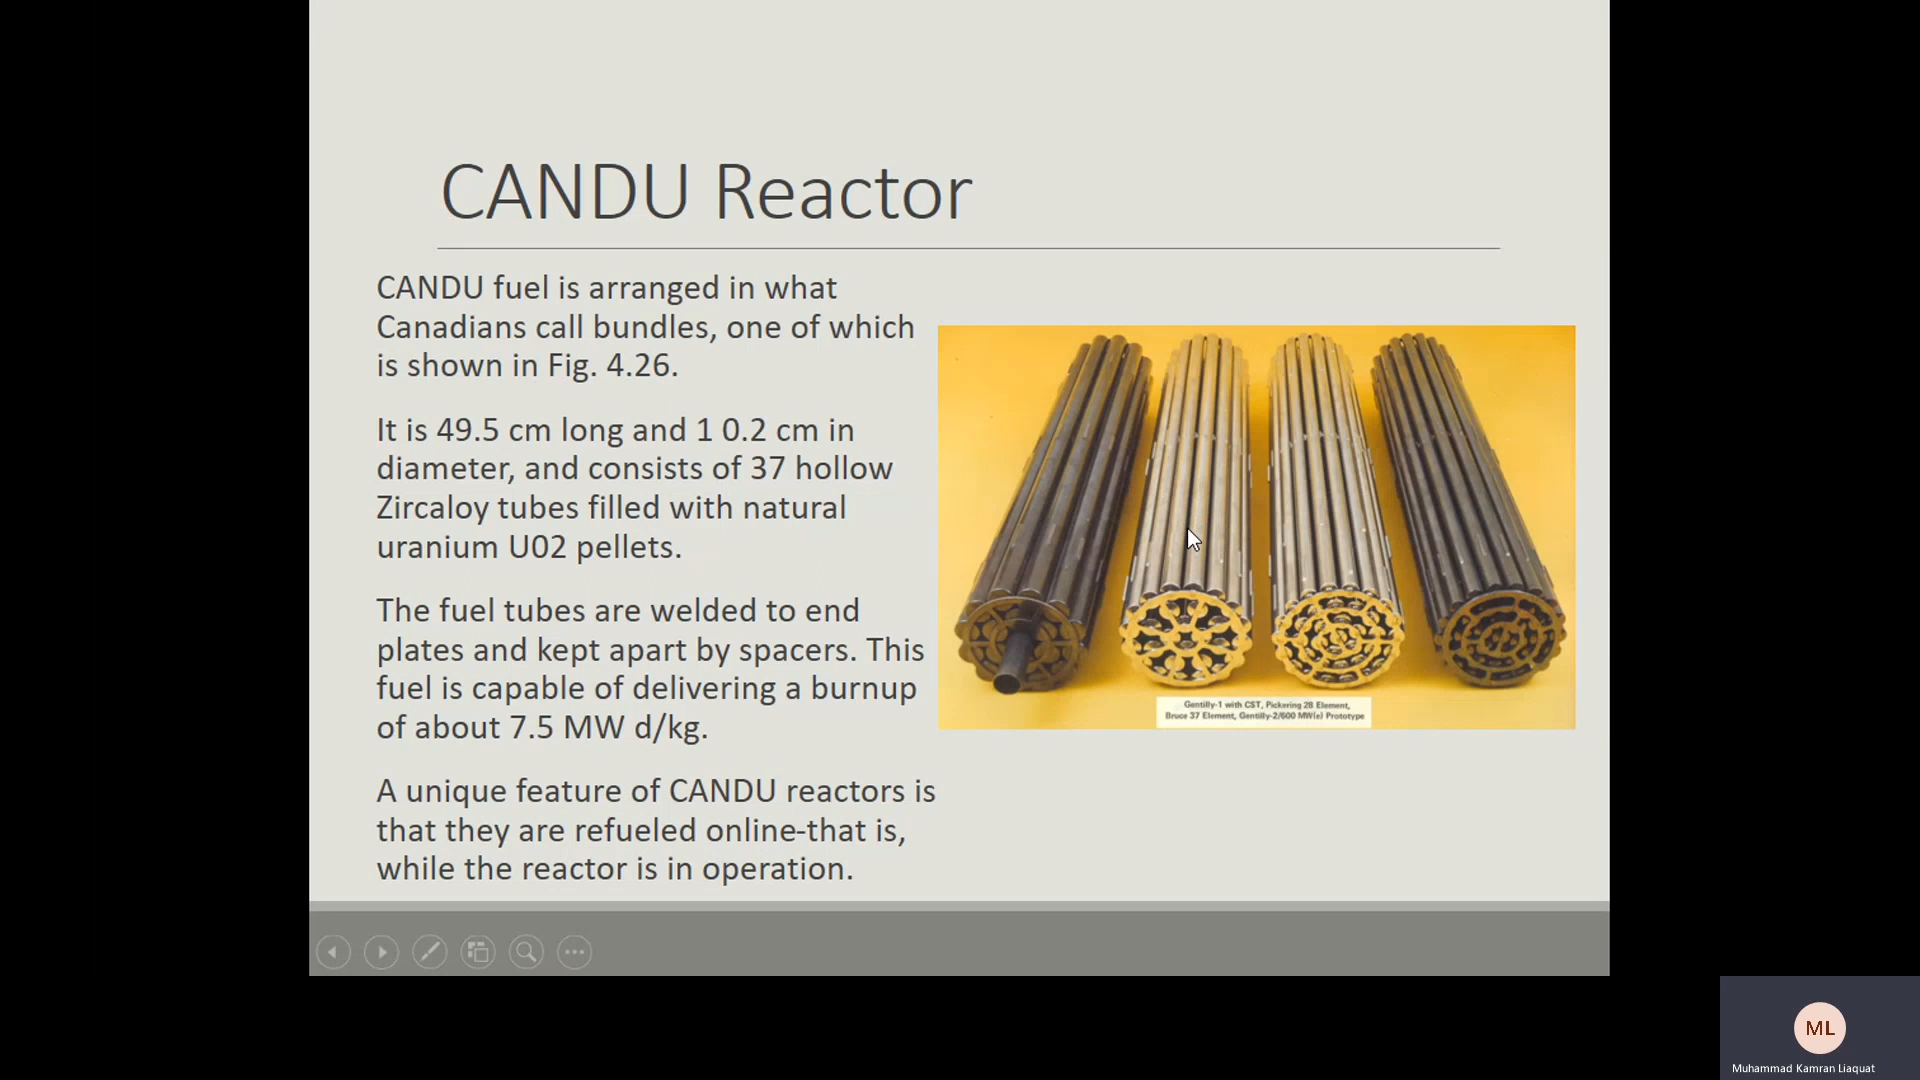 CANDU Reactor
CANDU fuel is arranged in what
Canadians call bundles, one of which
is shown in Fig. 4.26.
It is 49.5 cm long and 1 0.2 cm in
diameter, and consists of 37 hollow
Zircaloy tubes filled with natural
uranium U02 pellets.
The fuel tubes are welded to end
plates and kept apart by spacers. This
fuel is capable of delivering a burnup
of about 7.5 MW d/kg.
A unique feature of CANDU reactors is
that they are refueled online-that is,
while the reactor is in operation.
Gentilly-1 with CST, Pickering 28 Element,
Bruce 37 Element, Gentilly-2/600 MW(e) Prototype
ML
Muhammad Kamran Liaquat